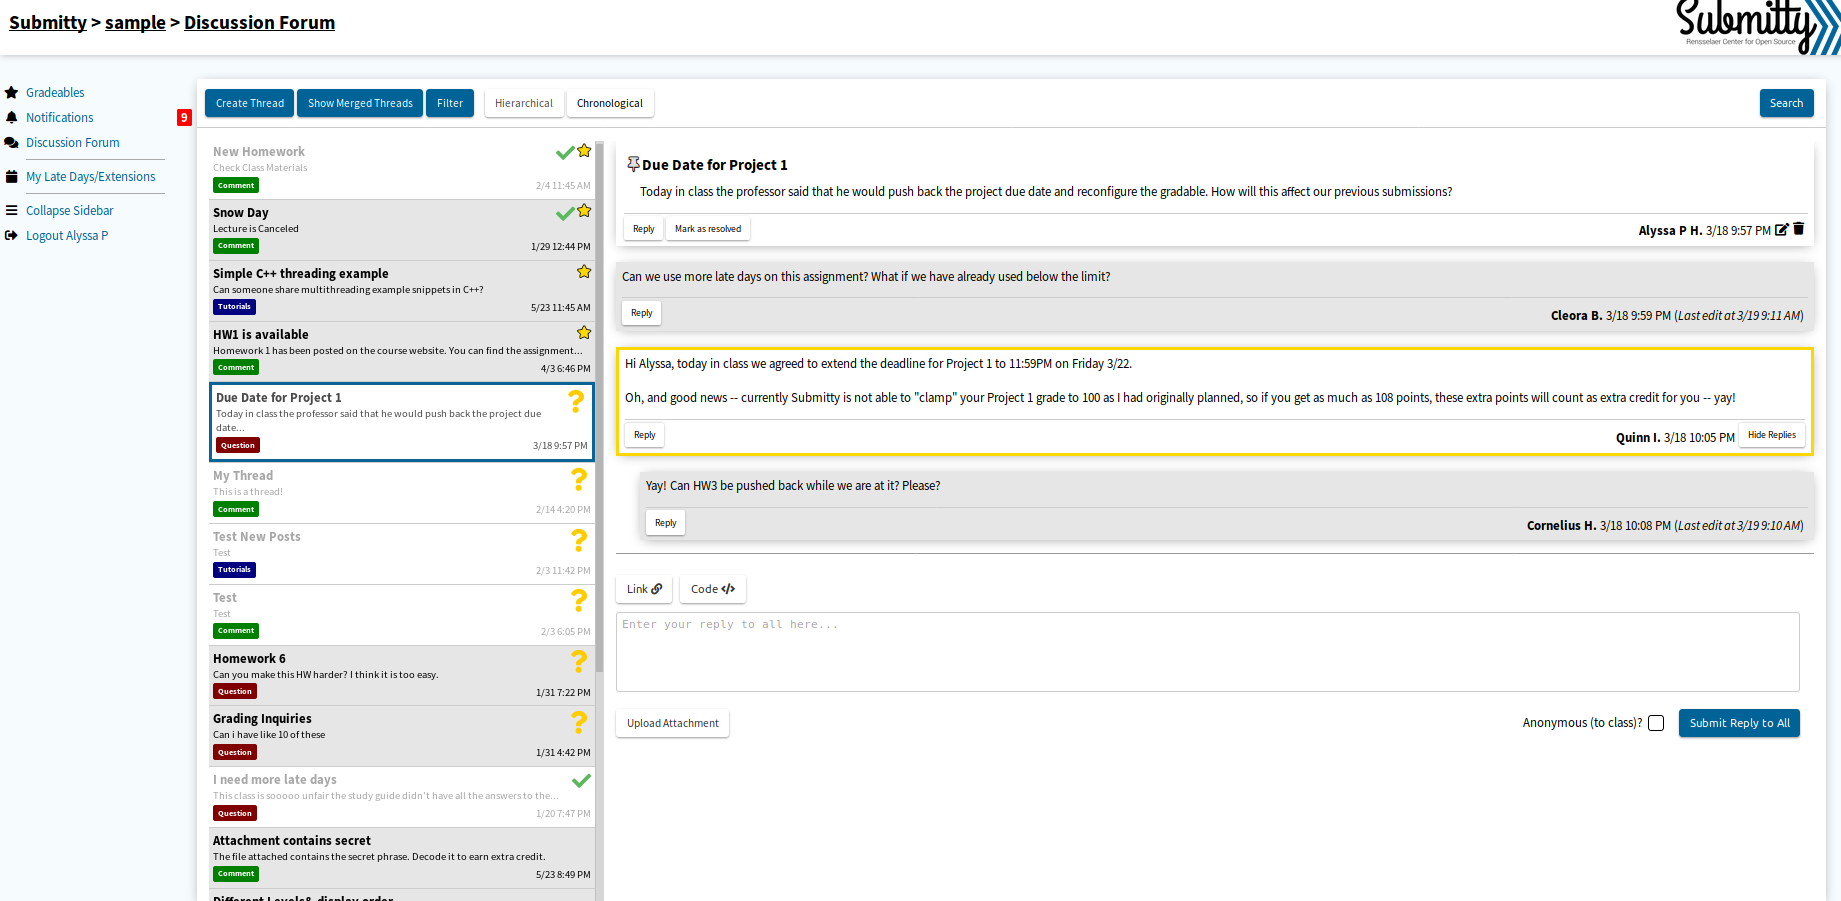 Submitty > sample > Discussion Forum
Submitty
Rensselaer Center for Open Source
Gradeables
Notifications 9
Discussion Forum
My Late Days/Extensions
Collapse Sidebar
Logout Alyssa P
Create Thread Show Merged Threads Filter Hierarchical Chronological Search
New Homework
Check Class Materials
Comment 2/4 11:45 AM
Snow Day
Lecture is Canceled
Comment 1/29 12:44 PM
Simple C++ threading example
Can someone share multithreading example snippets in C++?
Tutorials 5/23 11:45 AM
HW1 is available
Homework 1 has been posted on the course website. You can find the assignment...
Comment 4/3 6:46 PM
Due Date for Project 1
Today in class the professor said that he would push back the project due
date...
Question 3/18 9:57 PM
My Thread
This is a thread!
Comment 2/14 4:20 PM
Test New Posts
Test
Tutorials 2/3 11:42 PM
Test
Test
Comment 2/3 6:05 PM
Homework 6
Can you make this HW harder? I think it is too easy.
Question 1/31 7:22 PM
Grading Inquiries
Can i have like 10 of these
Question 1/31 4:42 PM
I need more late days
This class is sooooo unfair the study guide didn't have all the answers to the...
Question 1/20 7:47 PM
Attachment contains secret
The file attached contains the secret phrase. Decode it to earn extra credit.
Comment 5/23 8:49 PM
Different Levels& display order
Due Date for Project 1
Today in class the professor said that he would push back the project due date and reconfigure the gradable. How will this affect our previous submissions?
Reply Mark as resolved Alyssa P H. 3/18 9:57 PM
Can we use more late days on this assignment? What if we have already used below the limit?
Reply Cleora B. 3/18 9:59 PM (Last edit at 3/19 9:11 AM)
Hi Alyssa, today in class we agreed to extend the deadline for Project 1 to 11:59PM on Friday 3/22.
Oh, and good news -- currently Submitty is not able to "clamp" your Project 1 grade to 100 as I had originally planned, so if you get as much as 108 points, these extra points will count as extra credit for you -- yay!
Reply Quinn I. 3/18 10:05 PM Hide Replies
Yay! Can HW3 be pushed back while we are at it? Please?
Reply Cornelius H. 3/18 10:08 PM (Last edit at 3/19 9:10 AM)
Link Code
Enter your reply to all here...
Upload Attachment Anonymous (to class)? Submit Reply to All